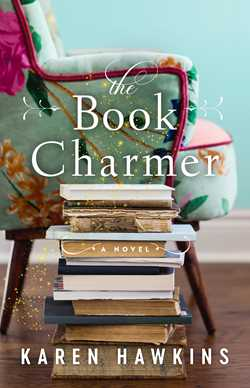 the
Book
Charmer
A NOVEL
KAREN HAWKINS